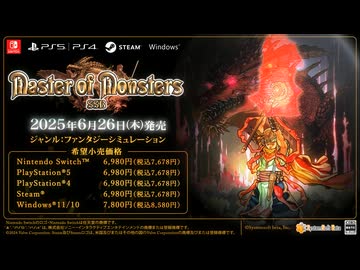 PS5 PS4 STEAM Windows®
Master of Monsters
SSB
2025年6月26日(木)発売
ジャンル:ファンタジーシミュレーション
希望小売価格
Nintendo Switch™ 6,980円(税込7,678円)
PlayStation®5 6,980円(税込7,678円)
PlayStation®4 6,980円(税込7,678円)
Steam® 6,980円(税込7,678円)
Windows®11/10 7,800円(税込8,580円)
©SystemSoft Beta, Inc.
SystemSoft Beta